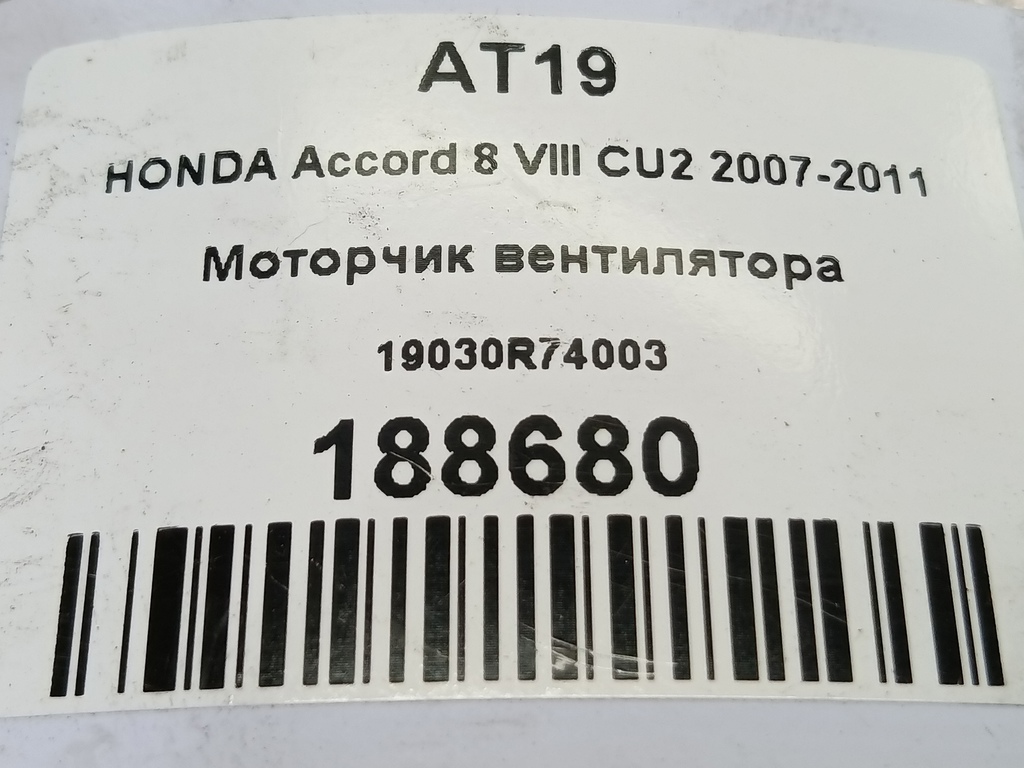 AT19
HONDA Accord 8 VIII CU2 2007-2011
Моторчик вентилятора
19030R74003
188680